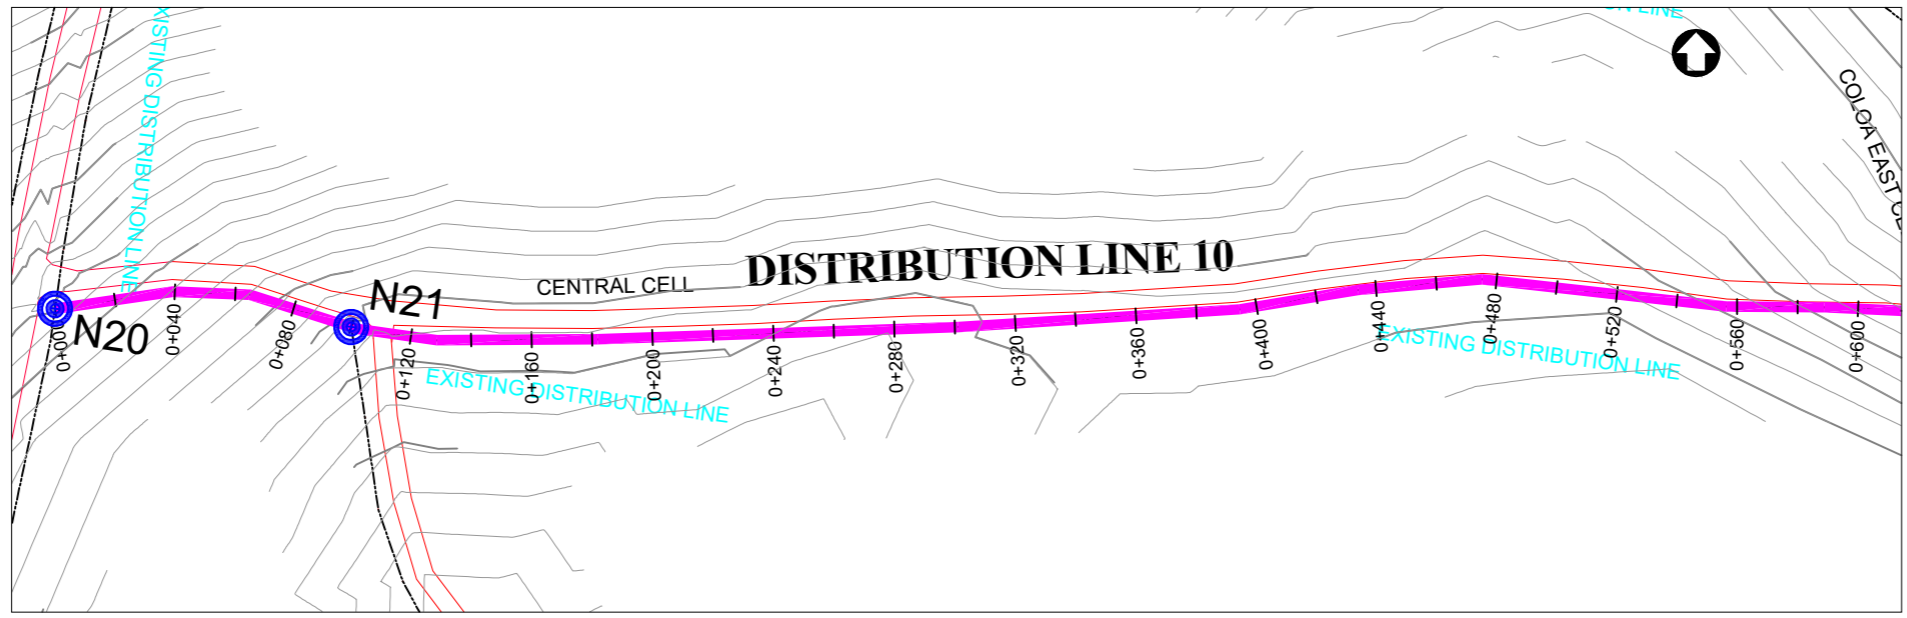 EXISTING DISTRIBUTION LINE
LINE
COLOA EAST
DISTRIBUTION LINE 10
CENTRAL CELL
N21
N20
0+000
0+040
0+080
0+120
0+160
0+200
0+240
0+280
0+320
0+360
0+400
0+440
0+480
0+520
0+560
0+600
EXISTING DISTRIBUTION LINE
EXISTING DISTRIBUTION LINE